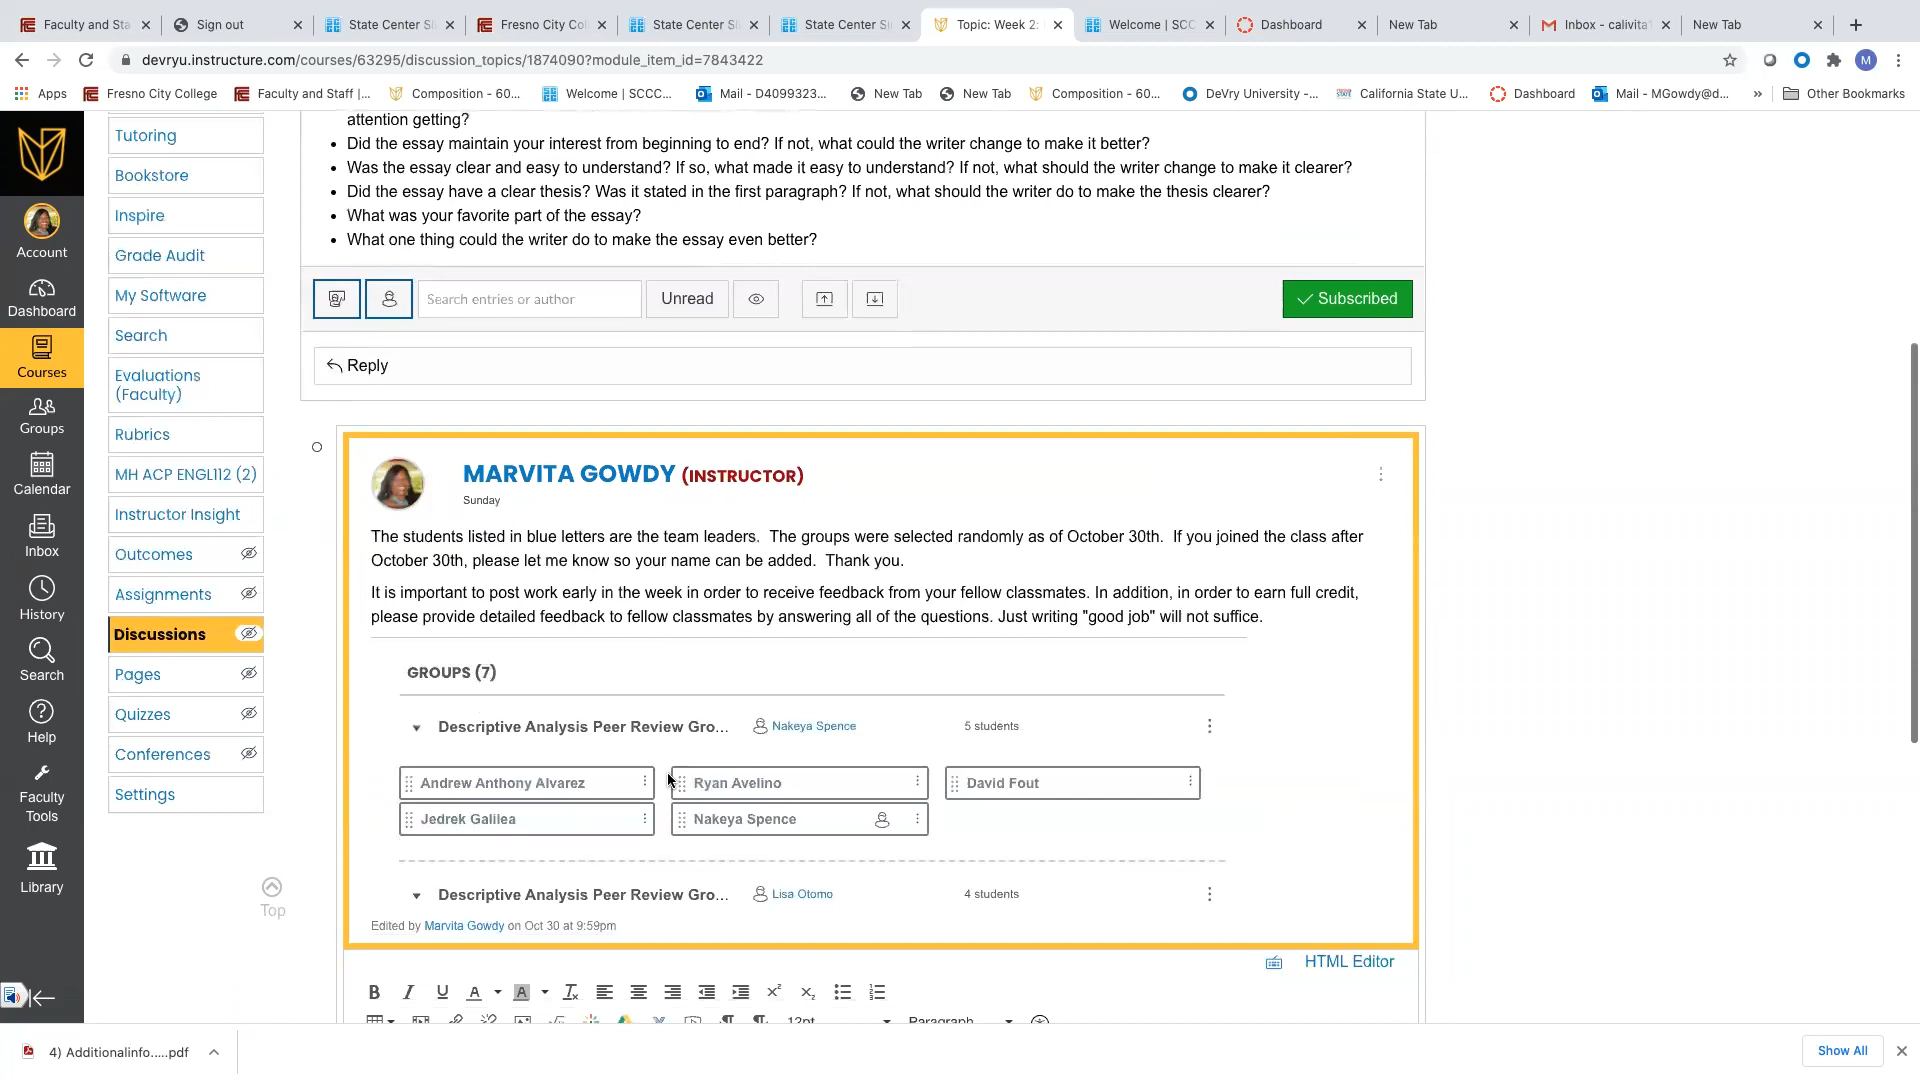 Faculty and Sta
Sign out
State Center S
Fresno City Co
State Center S
State Center S
Topic: Week 2:
Welcome | SCC
Dashboard
New Tab
Inbox - calivita
New Tab
devryu.instructure.com/courses/63295/discussion_topics/1874090?module_item_id=7843422
M
Apps
Fresno City College
Faculty and Staff |...
Composition - 60...
Welcome | SCCC...
Mail - D4099323...
New Tab
New Tab
Composition - 60...
DeVry University -...
California State U...
Dashboard
Mail - MGowdy@d...
»
Other Bookmarks
Account
Dashboard
Courses
Groups
Calendar
Inbox
History
Search
Help
Faculty
Tools
Library
Tutoring
Bookstore
Inspire
Grade Audit
My Software
Search
Evaluations
(Faculty)
Rubrics
MH ACP ENGL112 (2)
Instructor Insight
Outcomes
Assignments
Discussions
Pages
Quizzes
Conferences
Settings
Top
attention getting?
• Did the essay maintain your interest from beginning to end? If not, what could the writer change to make it better?
• Was the essay clear and easy to understand? If so, what made it easy to understand? If not, what should the writer change to make it clearer?
• Did the essay have a clear thesis? Was it stated in the first paragraph? If not, what should the writer do to make the thesis clearer?
• What was your favorite part of the essay?
• What one thing could the writer do to make the essay even better?
Search entries or author
Unread
Subscribed
Reply
MARVITA GOWDY (INSTRUCTOR)
Sunday
The students listed in blue letters are the team leaders. The groups were selected randomly as of October 30th. If you joined the class after
October 30th, please let me know so your name can be added. Thank you.
It is important to post work early in the week in order to receive feedback from your fellow classmates. In addition, in order to earn full credit,
please provide detailed feedback to fellow classmates by answering all of the questions. Just writing "good job" will not suffice.
GROUPS (7)
Descriptive Analysis Peer Review Gro... Nakeya Spence 5 students
Andrew Anthony Alvarez
Ryan Avelino
David Fout
Jedrek Galilea
Nakeya Spence
Descriptive Analysis Peer Review Gro... Lisa Otomo 4 students
Edited by Marvita Gowdy on Oct 30 at 9:59pm
HTML Editor
12pt
Paragraph
4) Additionalinfo.....pdf
Show All